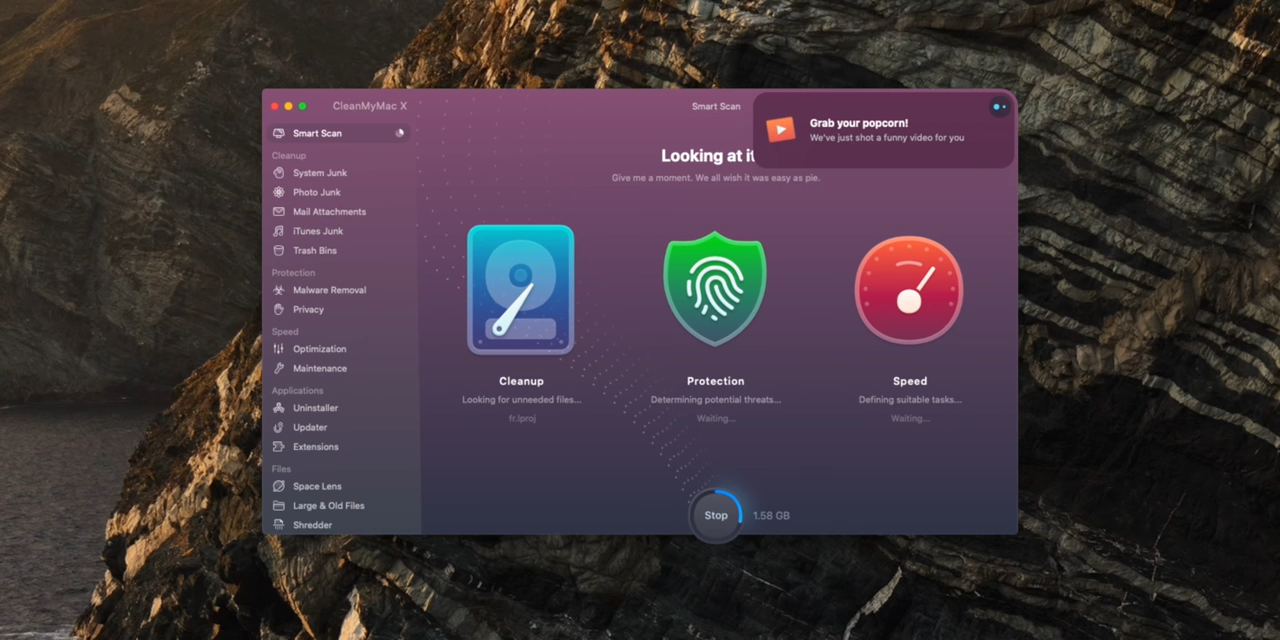 CleanMyMac X
Smart Scan
Cleanup
System Junk
Photo Junk
Mail Attachments
iTunes Junk
Trash Bins
Protection
Malware Removal
Privacy
Speed
Optimization
Maintenance
Applications
Uninstaller
Updater
Extensions
Files
Space Lens
Large & Old Files
Shredder
Smart Scan
Grab your popcorn!
We've just shot a funny video for you
Looking at it
Give me a moment. We all wish it was easy as pie.
Cleanup
Looking for unneeded files...
fr.lproj
Protection
Determining potential threats...
Waiting...
Speed
Defining suitable tasks...
Waiting...
Stop
1.58 GB